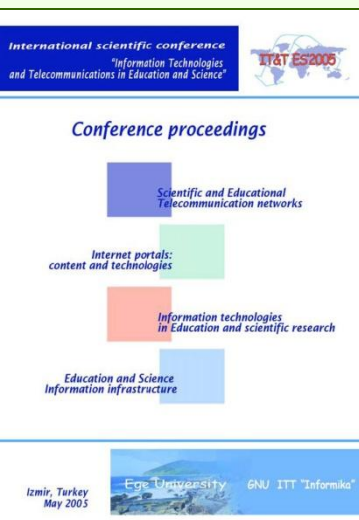 International scientific conference
"Information Technologies
and Telecommunications in Education and Science"
IT&T ES2005
Conference proceedings
Scientific and Educational
Telecommunication networks
Internet portals:
content and technologies
Information technologies
in Education and scientific research
Education and Science
Information infrastructure
Izmir, Turkey
May 2005
Ege University
GNU ITT "Informika"